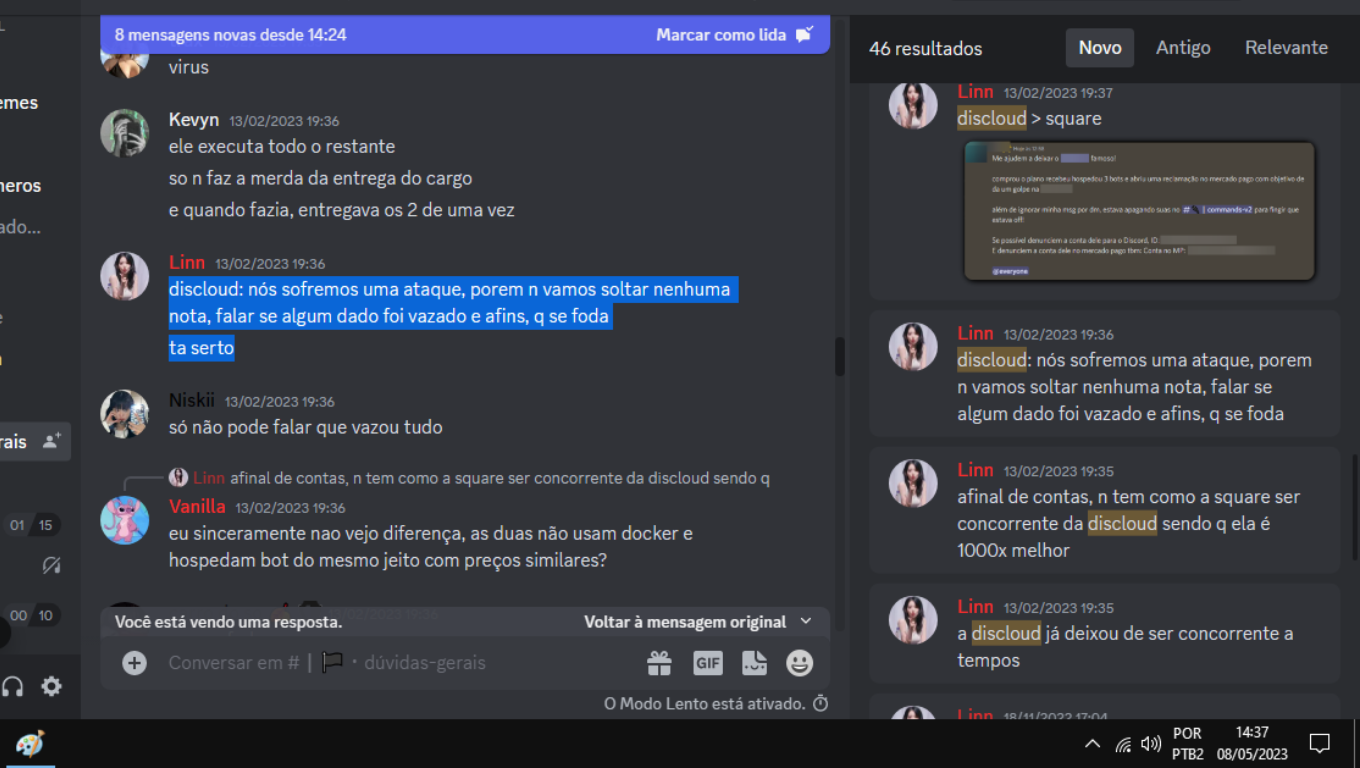 8 mensagens novas desde 14:24
Marcar como lida
virus
Kevyn 13/02/2023 19:36
ele executa todo o restante
so n faz a merda da entrega do cargo
e quando fazia, entregava os 2 de uma vez
Linn 13/02/2023 19:36
discloud: nós sofremos uma ataque, porem n vamos soltar nenhuma
nota, falar se algum dado foi vazado e afins, q se foda
ta serto
Niskii 13/02/2023 19:36
só não pode falar que vazou tudo
Linn afinal de contas, n tem como a square ser concorrente da discloud sendo q
Vanilla 13/02/2023 19:36
eu sinceramente nao vejo diferença, as duas não usam docker e
hospedam bot do mesmo jeito com preços similares?
Você está vendo uma resposta.
Voltar à mensagem original
Conversar em # | · dúvidas-gerais
GIF
O Modo Lento está ativado.
emes
neros
ado...
rais
01 15
00 10
46 resultados
Novo
Antigo
Relevante
Linn 13/02/2023 19:37
discloud > square
Me ajudem a deixar o famoso!
comprou o plano recebeu hospedou 3 bots e abriu uma reclamação no mercado pago com objetivo de
da um golpe na
além de ignorar minha msg por dm, estava apagando suas no # | commands-v2 para fingir que
estava off!
Se possível denunciem a conta dele para o Discord, ID:
E denunciem a conta dele no mercado pago tbm: Conta no MP:
@everyone
Linn 13/02/2023 19:36
discloud: nós sofremos uma ataque, porem
n vamos soltar nenhuma nota, falar se
algum dado foi vazado e afins, q se foda
Linn 13/02/2023 19:35
afinal de contas, n tem como a square ser
concorrente da discloud sendo q ela é
1000x melhor
Linn 13/02/2023 19:35
a discloud já deixou de ser concorrente a
tempos
Linn 18/11/2022 17:04
POR
PTB2
14:37
08/05/2023